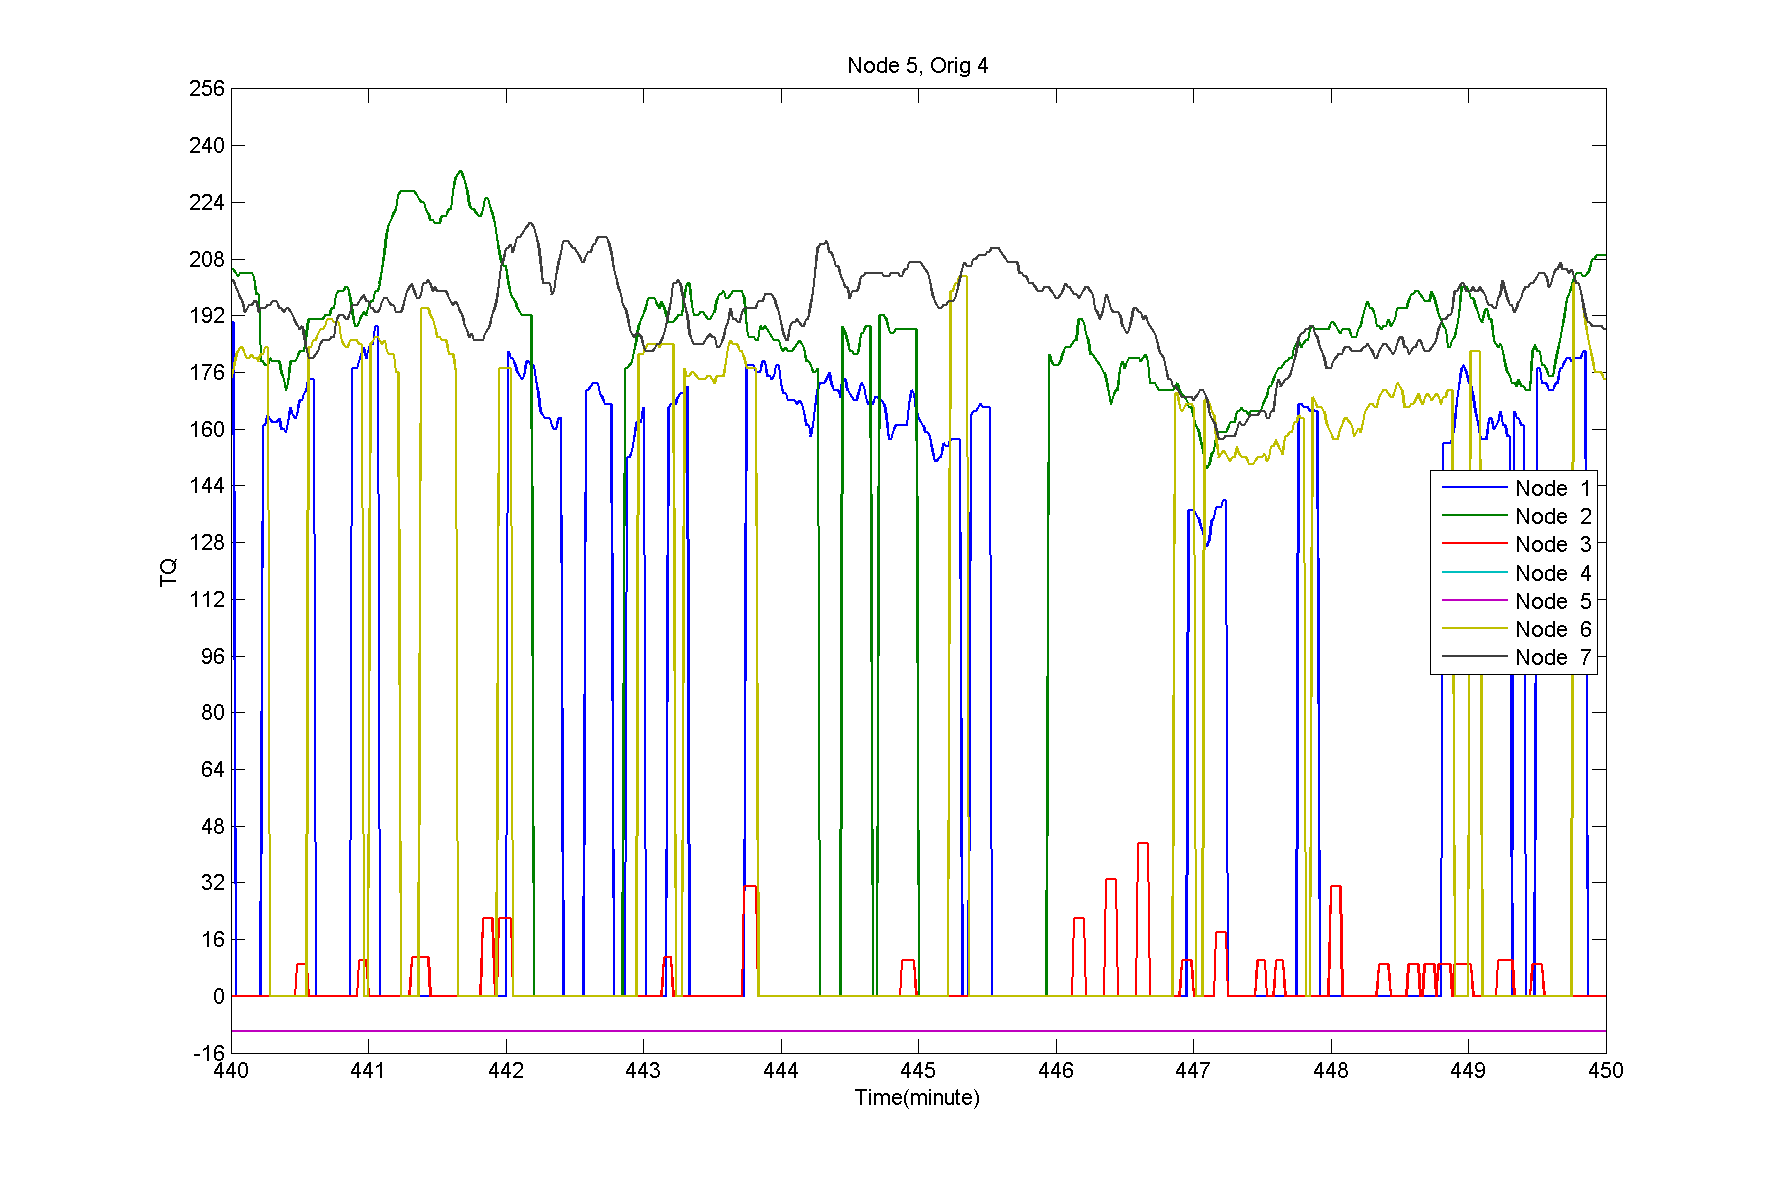 Node 5, Orig 4
256
240
224
208
192
176
160
144
128
112
96
80
64
48
32
16
0
-16
TQ
440 441 442 443 444 445 446 447 448 449 450
Time(minute)
Node 1
Node 2
Node 3
Node 4
Node 5
Node 6
Node 7